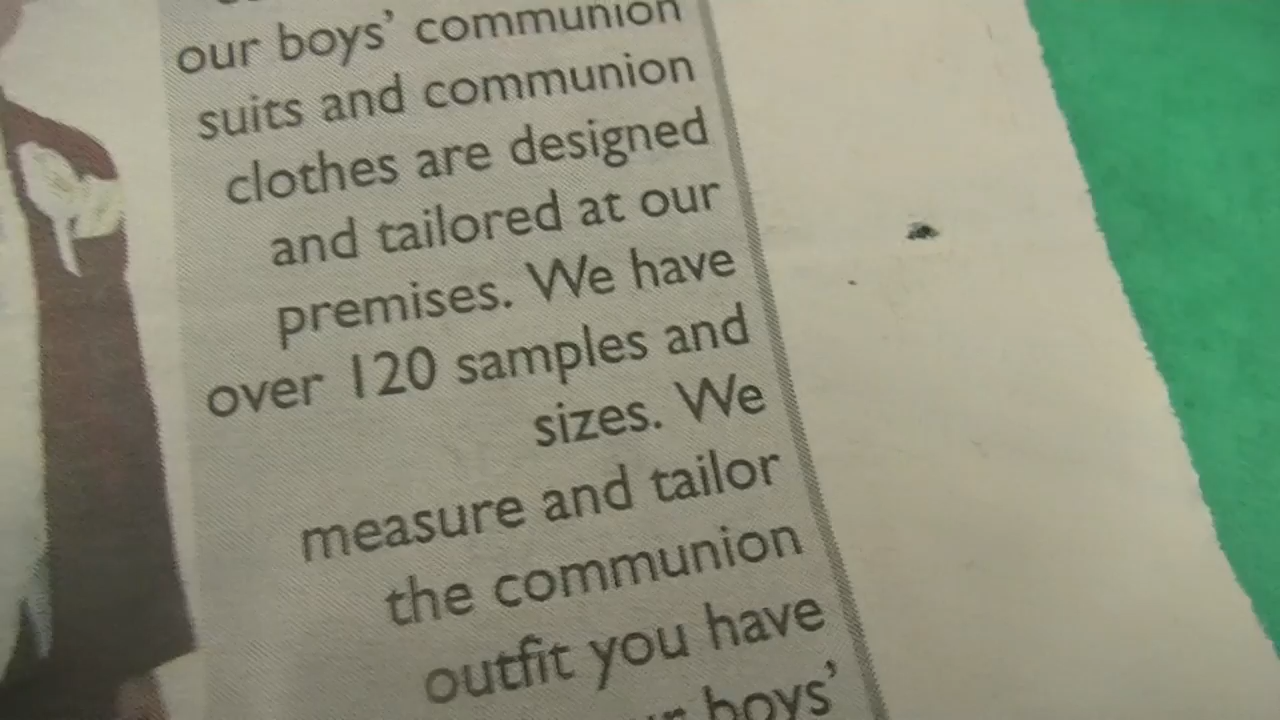 our boys' communion
suits and communion
clothes are designed
and tailored at our
premises. We have
over 120 samples and
sizes. We
measure and tailor
the communion
outfit you have
boys'